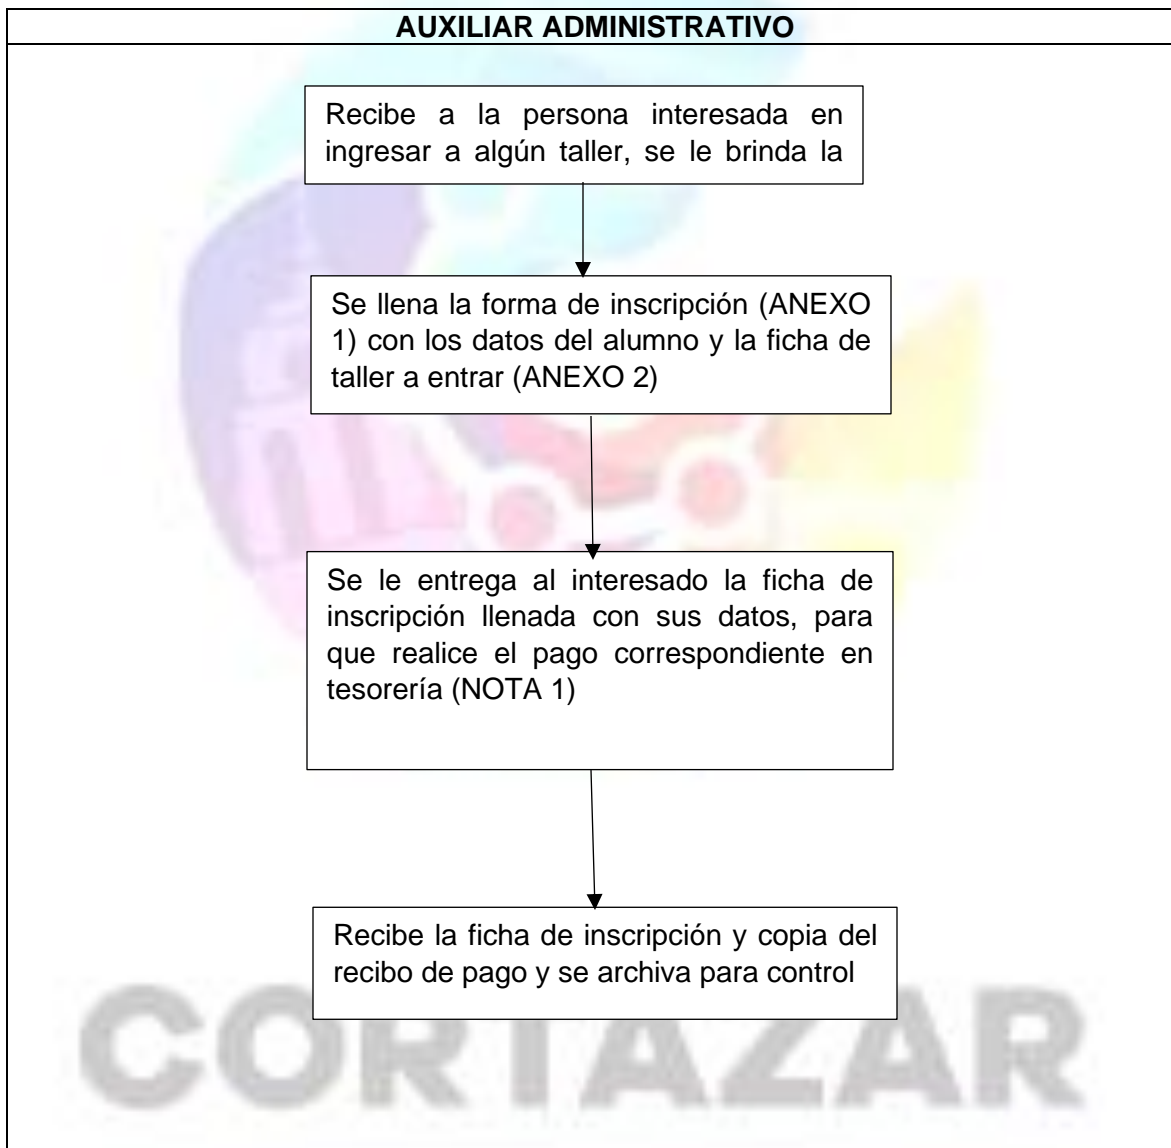 AUXILIAR ADMINISTRATIVO
Recibe a la persona interesada en
ingresar a algún taller, se le brinda la
Se llena la forma de inscripción (ANEXO
1) con los datos del alumno y la ficha de
taller a entrar (ANEXO 2)
Se le entrega al interesado la ficha de
inscripción llenada con sus datos, para
que realice el pago correspondiente en
tesorería (NOTA 1)
Recibe la ficha de inscripción y copia del
recibo de pago y se archiva para control
CORTAZAR